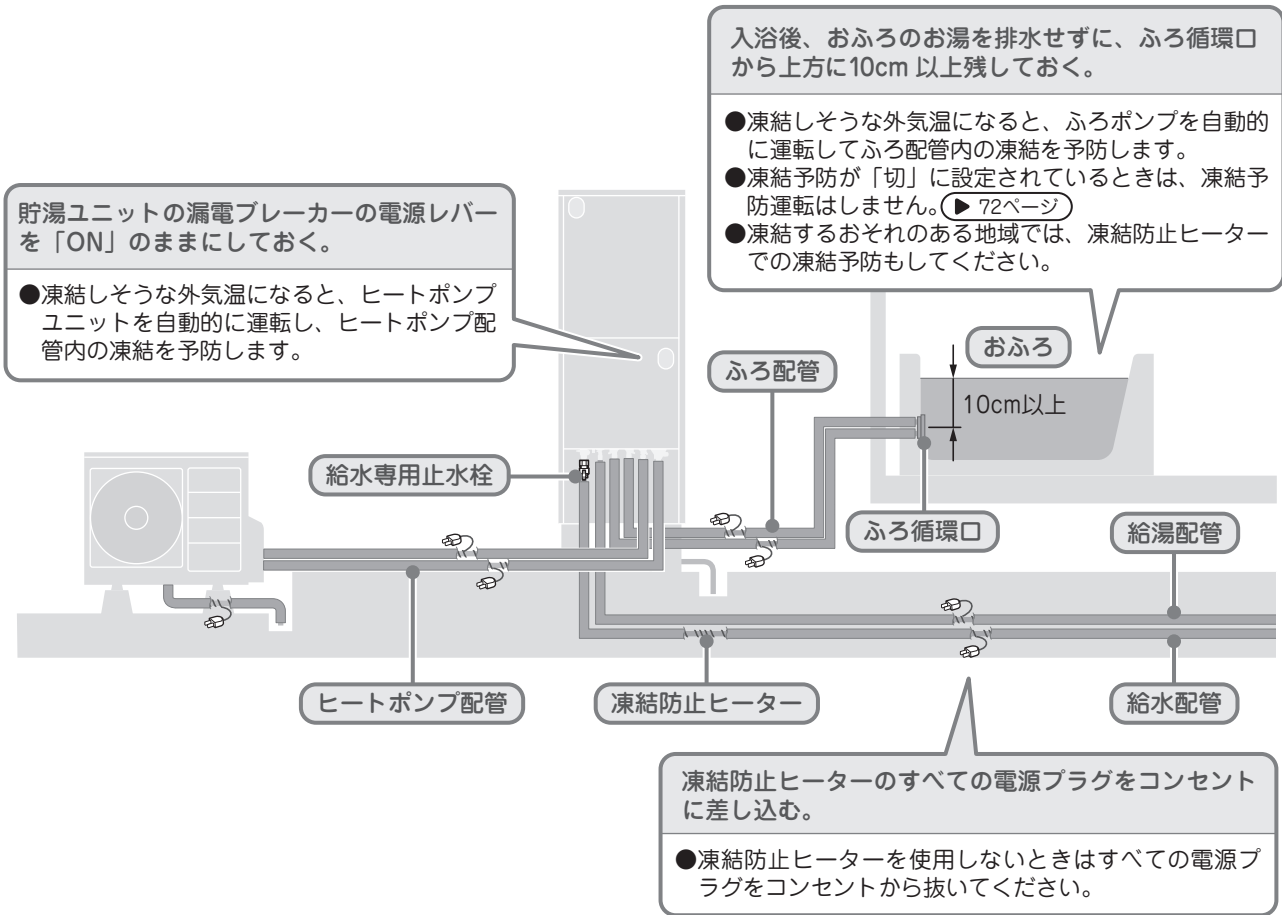 入浴後、おふろのお湯を排水せずに、ふろ循環口
から上方に10cm 以上残しておく。
●凍結しそうな外気温になると、ふろポンプを自動的
に運転してふろ配管内の凍結を予防します。
●凍結予防が「切」に設定されているときは、凍結予
防運転はしません。(▶ 72ページ)
●凍結するおそれのある地域では、凍結防止ヒーター
での凍結予防もしてください。
貯湯ユニットの漏電ブレーカーの電源レバー
を「ON」のままにしておく。
●凍結しそうな外気温になると、ヒートポンプ
ユニットを自動的に運転し、ヒートポンプ配
管内の凍結を予防します。
おふろ
ふろ配管
10cm以上
給水専用止水栓
ふろ循環口
給湯配管
ヒートポンプ配管
凍結防止ヒーター
給水配管
凍結防止ヒーターのすべての電源プラグをコンセント
に差し込む。
●凍結防止ヒーターを使用しないときはすべての電源プ
ラグをコンセントから抜いてください。